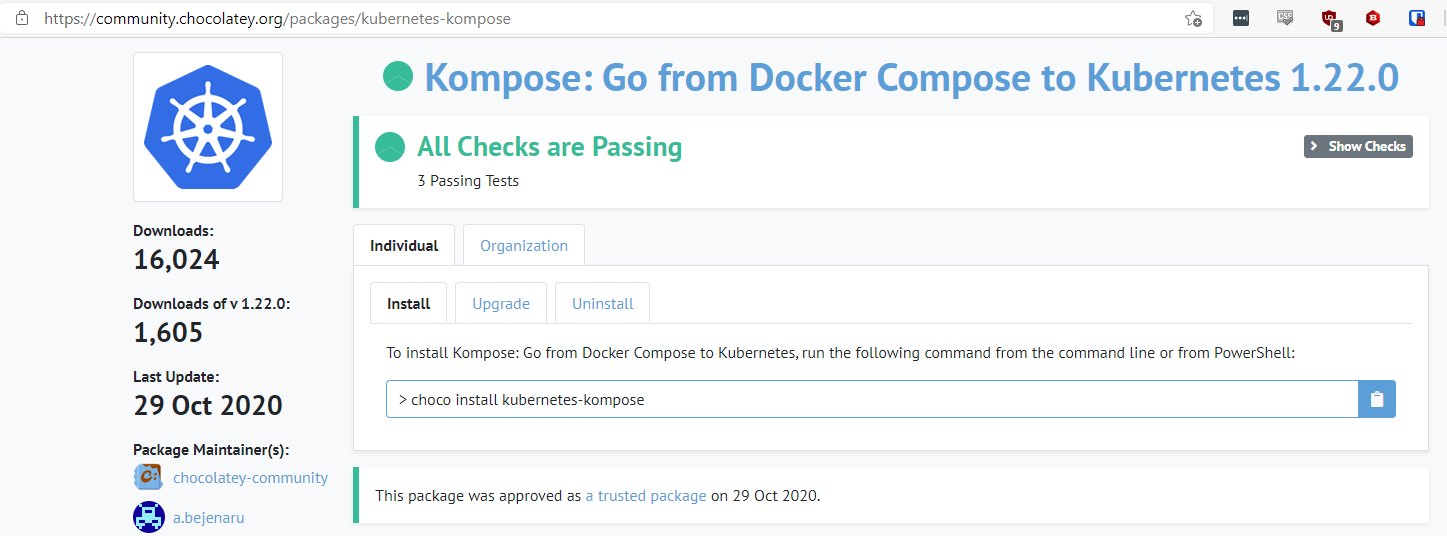 https://community.chocolatey.org/packages/kubernetes-kompose
9
Kompose: Go from Docker Compose to Kubernetes 1.22.0
All Checks are Passing
Show Checks
3 Passing Tests
Downloads:
16,024
Downloads of v 1.22.0:
1,605
Last Update:
29 Oct 2020
Package Maintainer(s):
chocolatey-community
a.bejenaru
Individual
Organization
Install
Upgrade
Uninstall
To install Kompose: Go from Docker Compose to Kubernetes, run the following command from the command line or from PowerShell:
> choco install kubernetes-kompose
This package was approved as a trusted package on 29 Oct 2020.